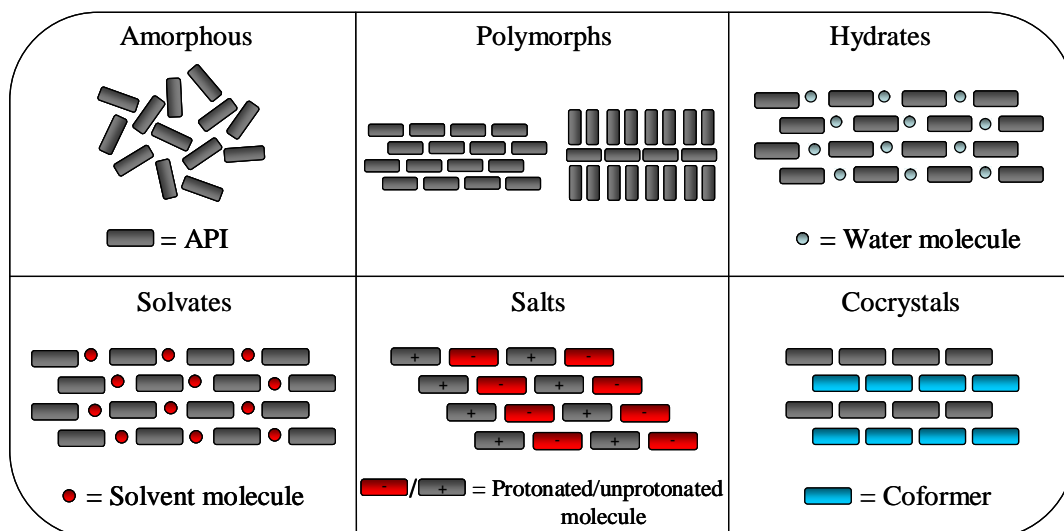 Amorphous
= API
Polymorphs
Hydrates
= Water molecule
Solvates
= Solvent molecule
Salts
+ - + -
+ - + -
+ - + -
+ - + -
- / + = Protonated/unprotonated
molecule
Cocrystals
= Coformer